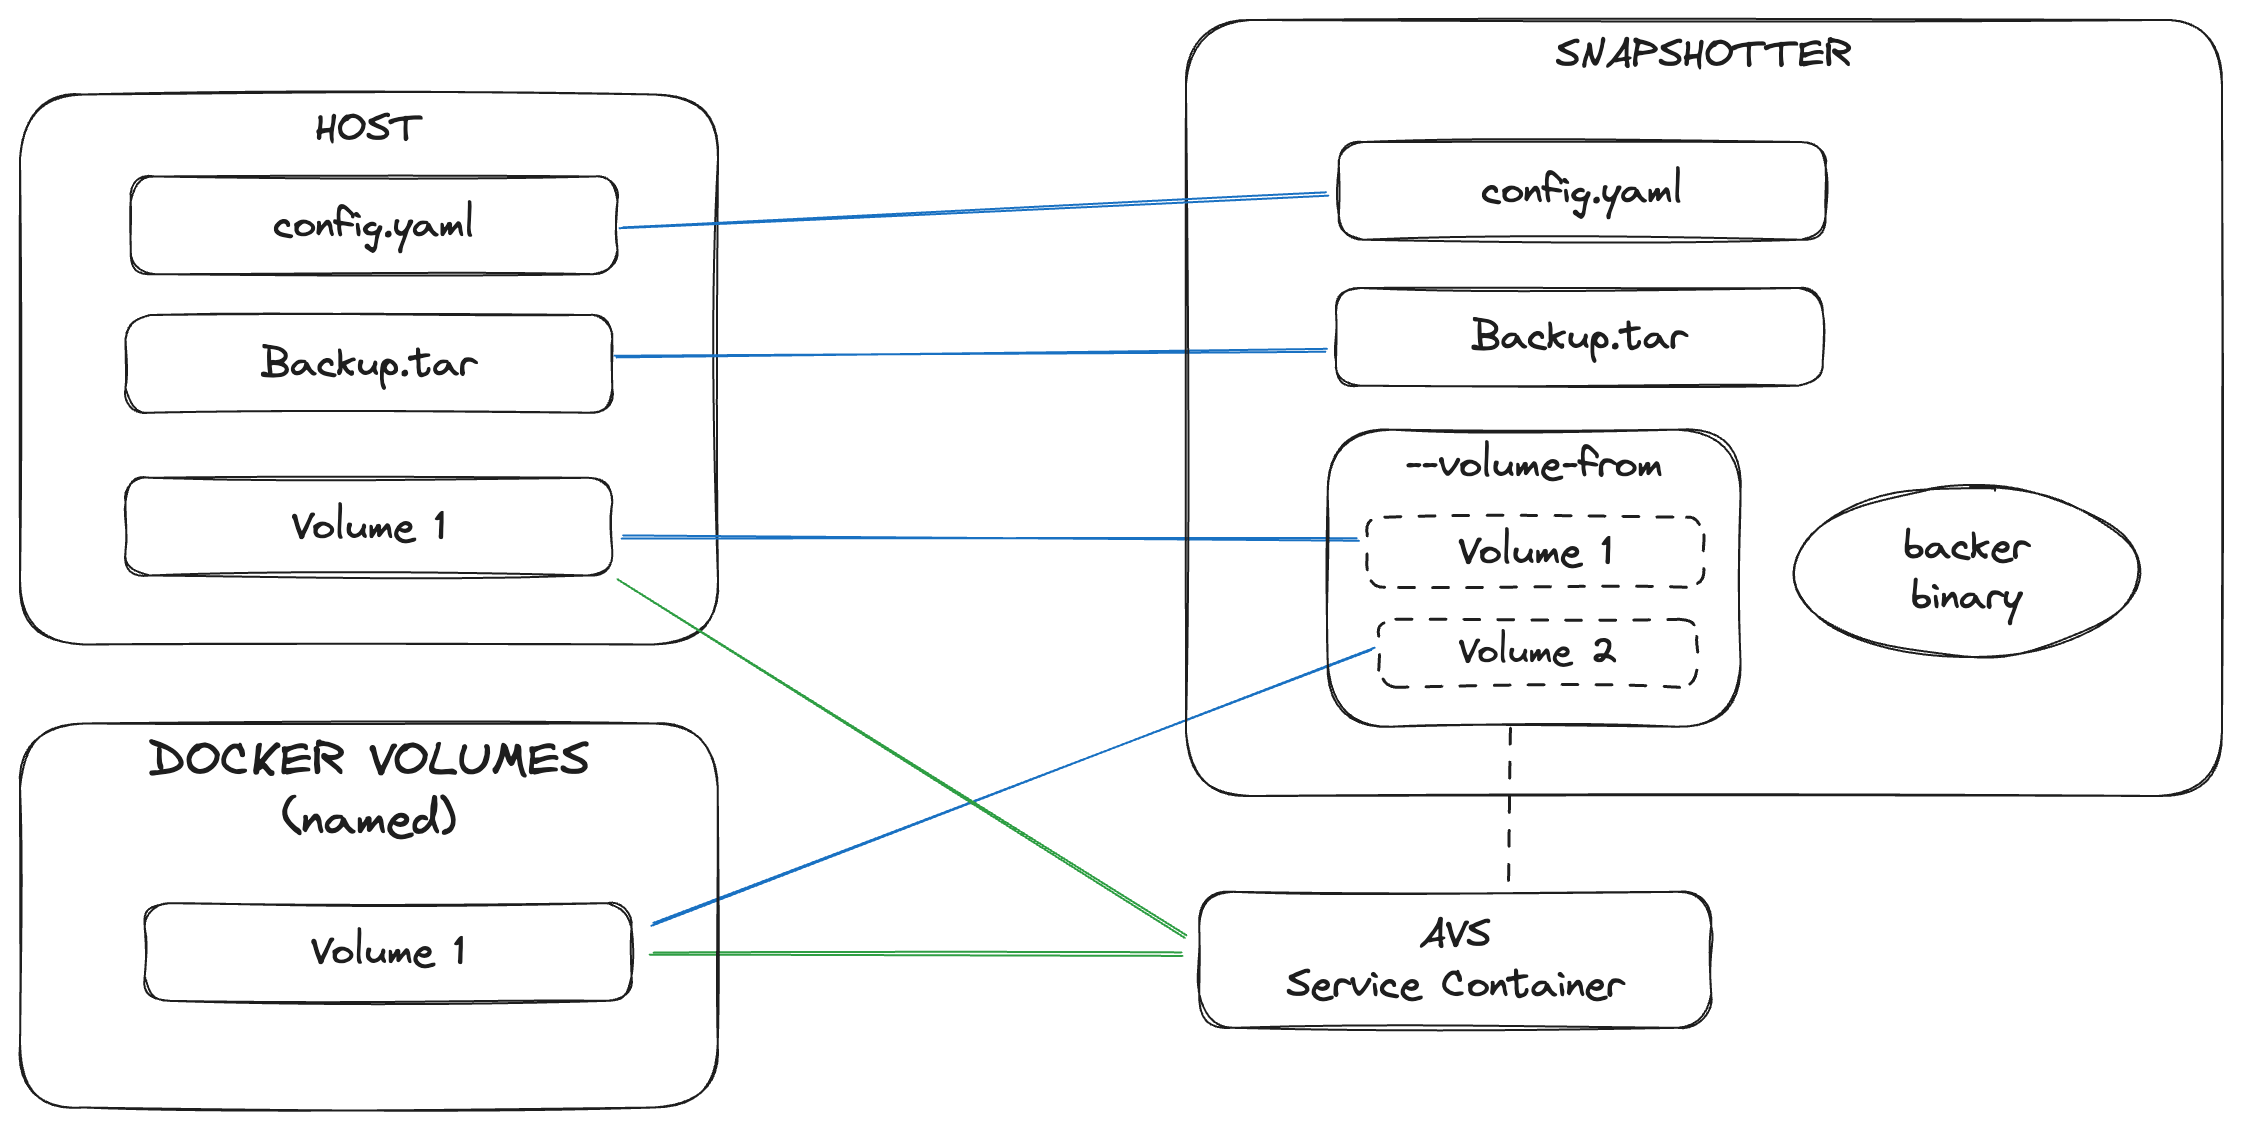 SNAPSHOTTER
HOST
config.yaml
config.yaml
Backup.tar
Backup.tar
--volume-from
Volume 1
Volume 1
backer
binary
Volume 2
DOCKER VOLUMES
(named)
Volume 1
AVS
Service Container